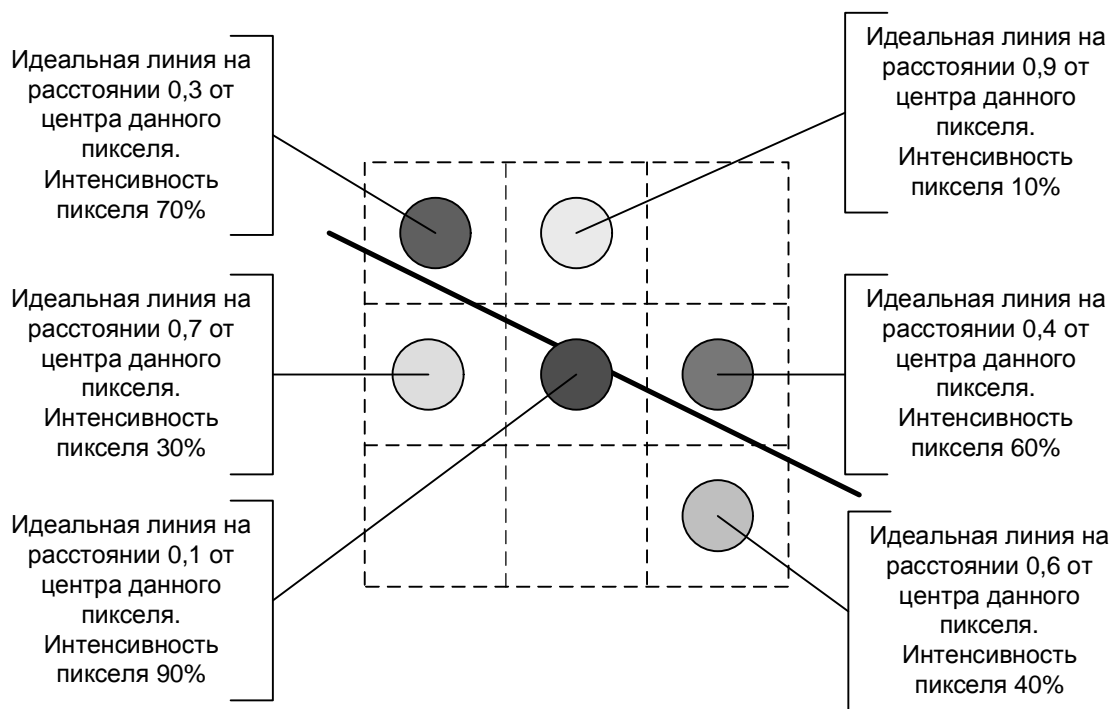 Идеальная линия на
расстоянии 0,3 от
центра данного
пикселя.
Интенсивность
пикселя 70%
Идеальная линия на
расстоянии 0,9 от
центра данного
пикселя.
Интенсивность
пикселя 10%
Идеальная линия на
расстоянии 0,7 от
центра данного
пикселя.
Интенсивность
пикселя 30%
Идеальная линия на
расстоянии 0,4 от
центра данного
пикселя.
Интенсивность
пикселя 60%
Идеальная линия на
расстоянии 0,1 от
центра данного
пикселя.
Интенсивность
пикселя 90%
Идеальная линия на
расстоянии 0,6 от
центра данного
пикселя.
Интенсивность
пикселя 40%